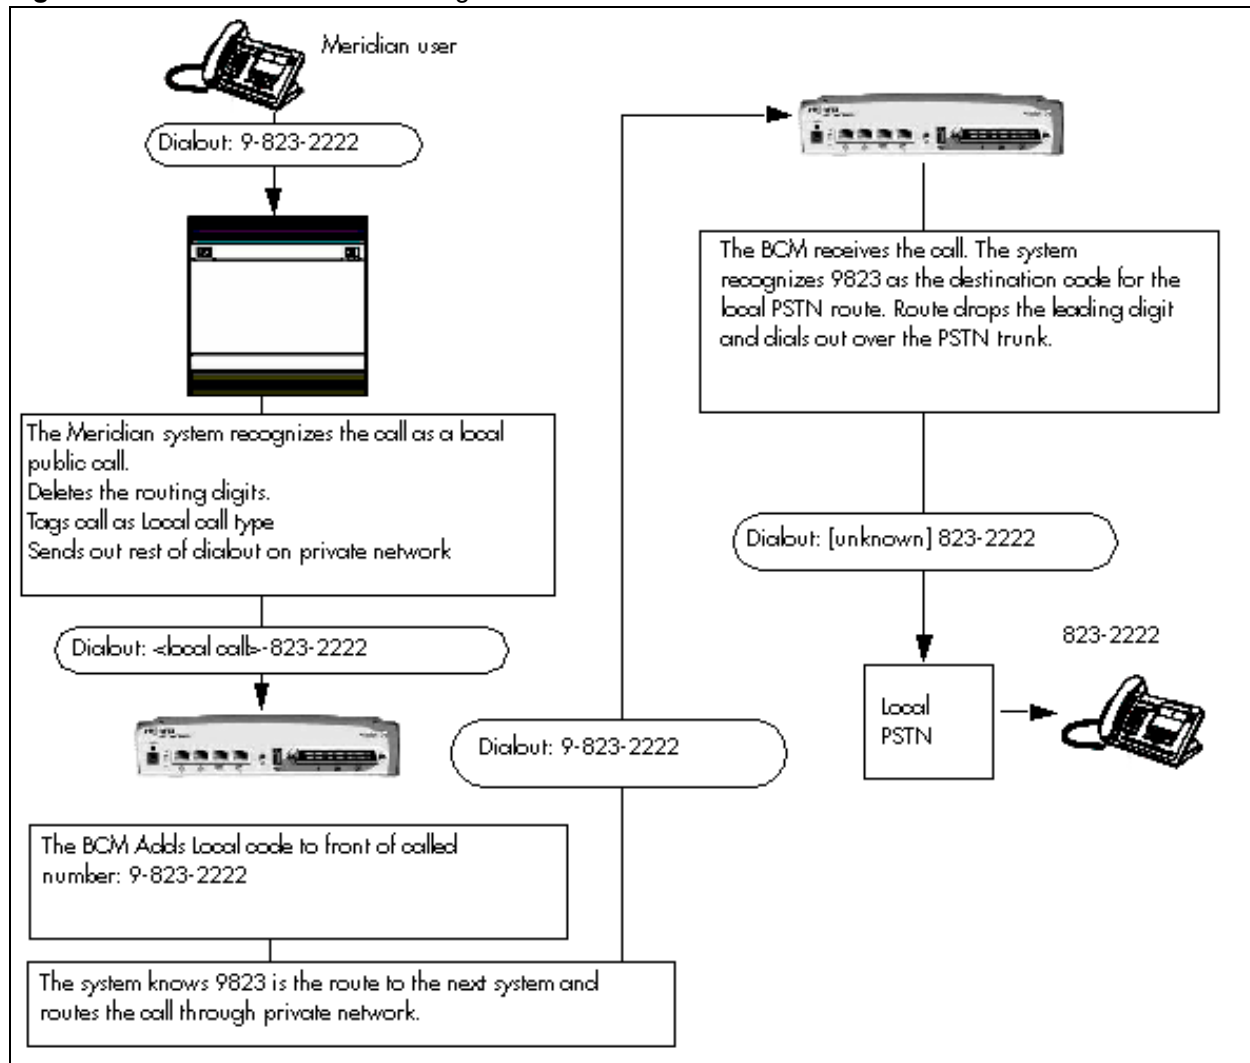 Meridian user
Dialout: 9-823-2222
The Meridian system recognizes the call as a local
public call.
Deletes the routing digits.
Tags call as Local call type
Sends out rest of dialout on private network
Dialout: <local call>-823-2222
The BCM Adds Local code to front of called
number: 9-823-2222
The system knows 9823 is the route to the next system and
routes the call through private network.
Dialout: 9-823-2222
The BCM receives the call. The system
recognizes 9823 as the destination code for the
local PSTN route. Route drops the leading digit
and dials out over the PSTN trunk.
Dialout: [unknown] 823-2222
Local
PSTN
823-2222